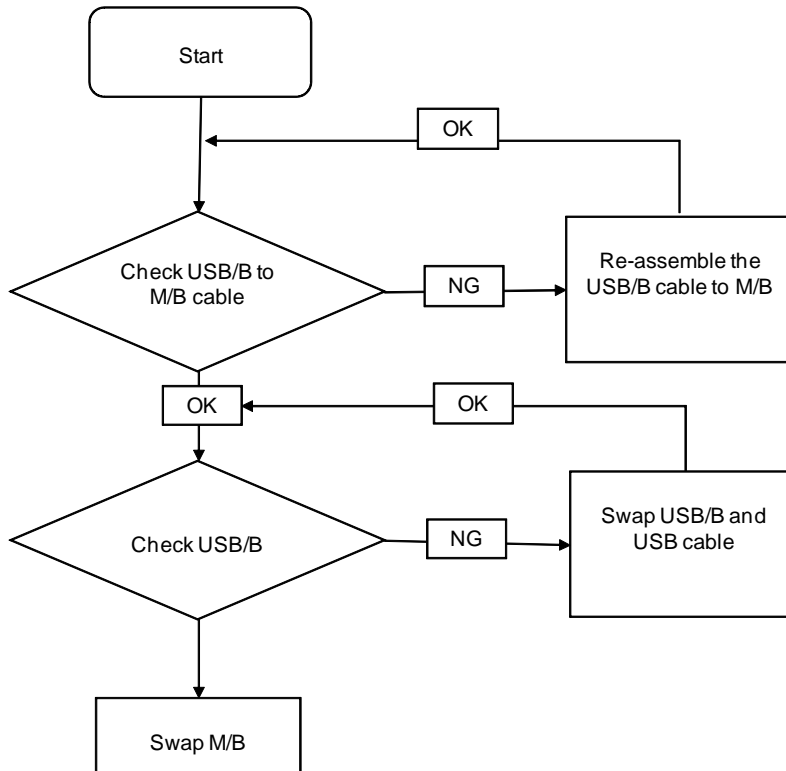 Start
OK
Check USB/B to
M/B cable
NG
Re-assemble the
USB/B cable to M/B
OK
OK
Check USB/B
NG
Swap USB/B and
USB cable
Swap M/B